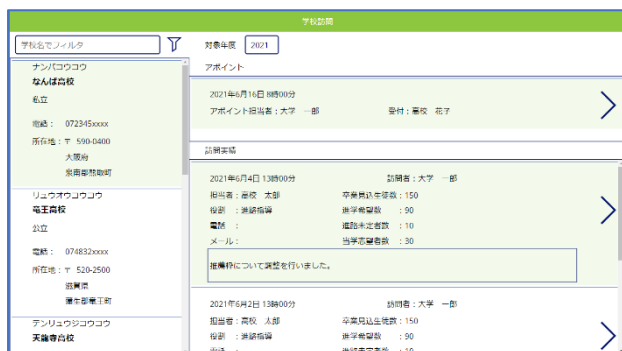 学校訪問
学校名でフィルタ
対象年度 2021
ナンバコウコウ
なんば高校
私立
電話： 072345xxxx
所在地：〒 590-0400
大阪府
泉南郡熊取町
リュウオウコウコウ
竜王高校
公立
電話： 074832xxxx
所在地：〒 520-2500
滋賀県
蒲生郡竜王町
テンリュウジコウコウ
天龍寺高校
アポイント
2021年6月16日 8時00分
アポイント担当者：大学 一郎 受付：高校 花子
訪問実績
2021年6月4日 13時00分 訪問者：大学 一郎
担当者：高校 太郎 卒業見込生徒数：150
役割 ：進路指導 進学希望数 ：90
電話 ： 進路未定者数 ：10
メール： 当学志望者数 ：30
推薦枠について調整を行いました。
2021年6月2日 13時00分 訪問者：大学 一郎
担当者：高校 太郎 卒業見込生徒数：150
役割 ：進路指導 進学希望数 ：90